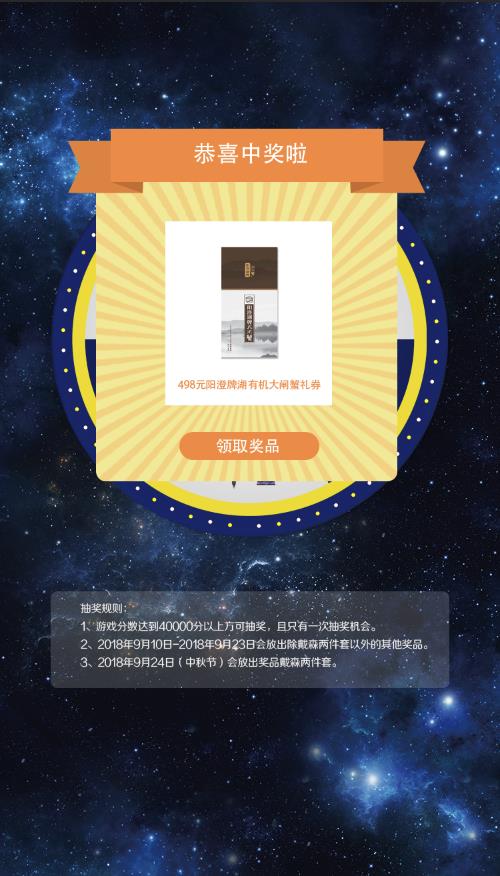 恭喜中奖啦
498元阳澄牌湖有机大闸蟹礼券
领取奖品
抽奖规则：
1、游戏分数达到40000分以上方可抽奖，且只有一次抽奖机会。
2、2018年9月10日-2018年9月23日会放出除戴森两件套以外的其他奖品。
3、2018年9月24日（中秋节）会放出奖品戴森两件套。